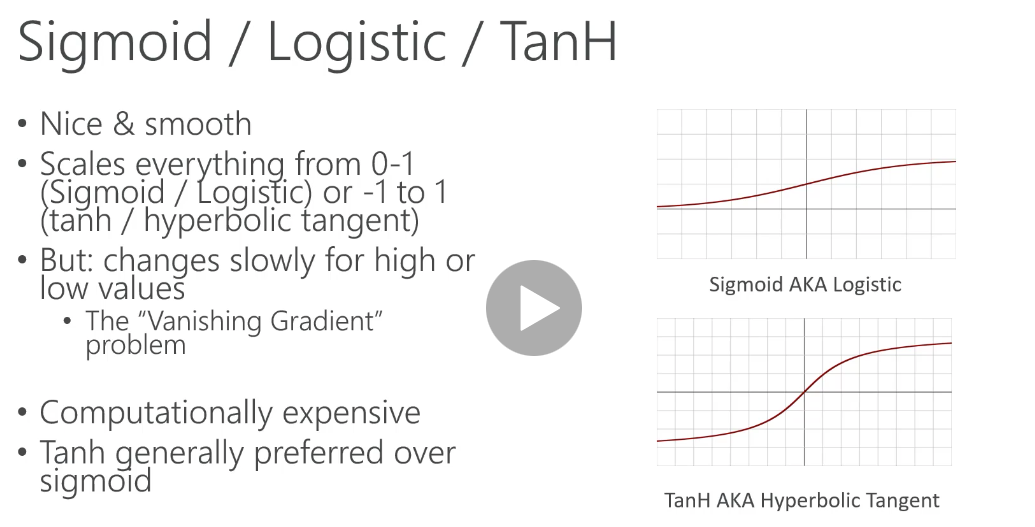 Sigmoid / Logistic / TanH
• Nice & smooth
• Scales everything from 0-1
(Sigmoid / Logistic) or -1 to 1
(tanh / hyperbolic tangent)
• But: changes slowly for high or
low values
• The “Vanishing Gradient”
problem
• Computationally expensive
• Tanh generally preferred over
sigmoid
Sigmoid AKA Logistic
TanH AKA Hyperbolic Tangent